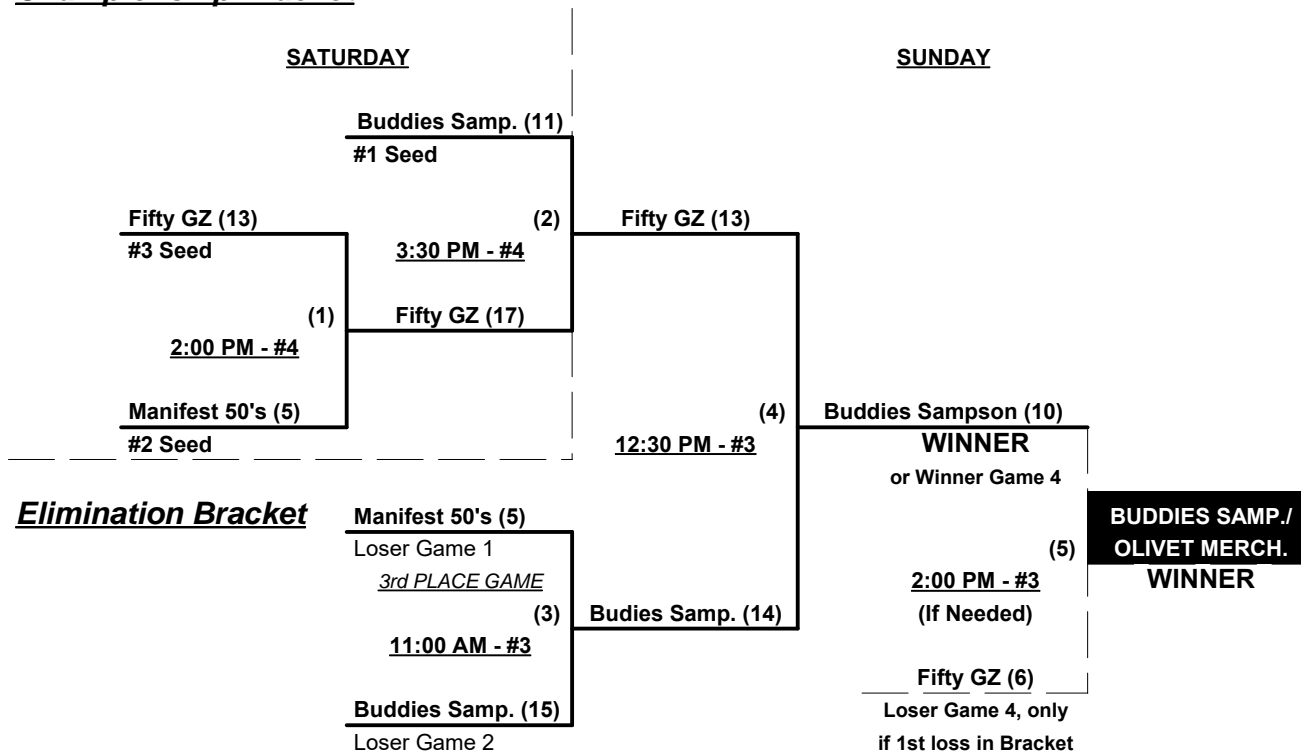 SATURDAY
SUNDAY
Buddies Samp. (11)
#1 Seed
Fifty GZ (13)
(2)
Fifty GZ (13)
#3 Seed
3:30 PM - #4
(1)
Fifty GZ (17)
2:00 PM - #4
Manifest 50's (5)
(4)
Buddies Sampson (10)
#2 Seed
12:30 PM - #3
WINNER
or Winner Game 4
Elimination Bracket
Manifest 50's (5)
BUDDIES SAMP./
Loser Game 1
(5)
OLIVET MERCH.
3rd PLACE GAME
2:00 PM - #3
WINNER
(3)
Budies Samp. (14)
(If Needed)
11:00 AM - #3
Fifty GZ (6)
Buddies Samp. (15)
Loser Game 4, only
Loser Game 2
if 1st loss in Bracket